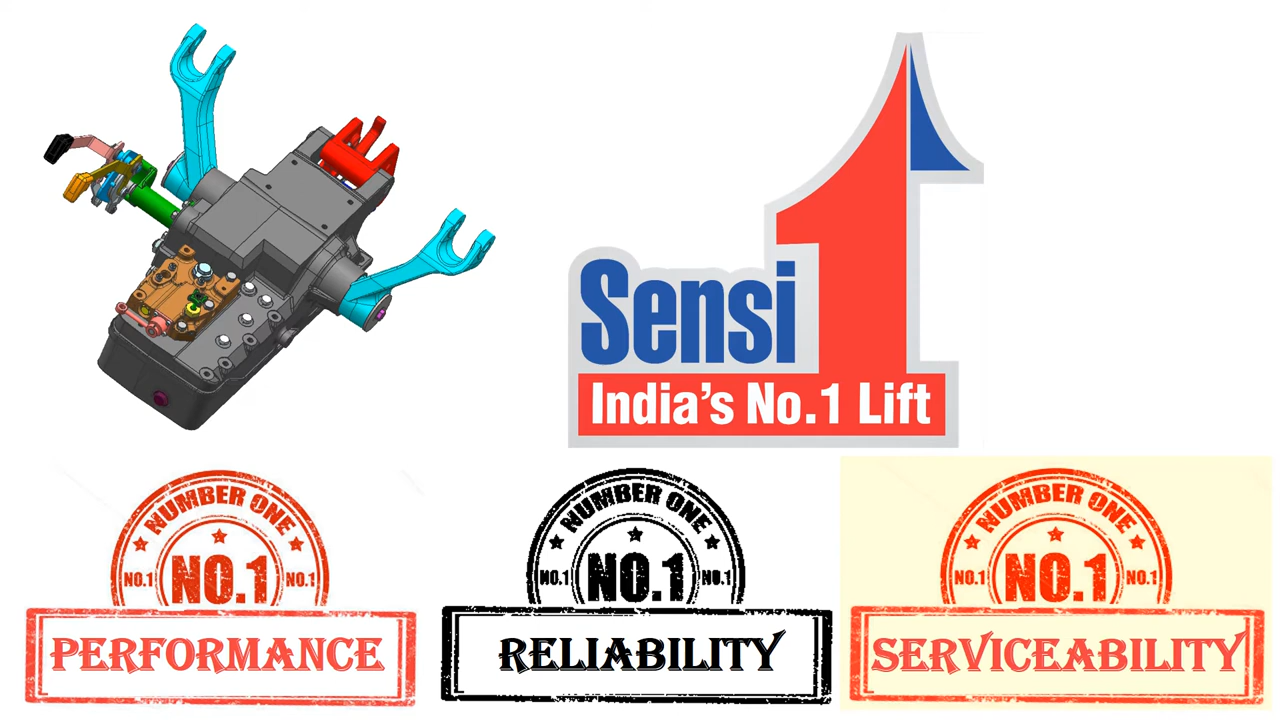 Sensi
1
India's No.1 Lift
NUMBER ONE
NO.1 NO.1 NO.1
PERFORMANCE
NUMBER ONE
NO.1 NO.1 NO.1
RELIABILITY
NUMBER ONE
NO.1 NO.1 NO.1
SERVICEABILITY